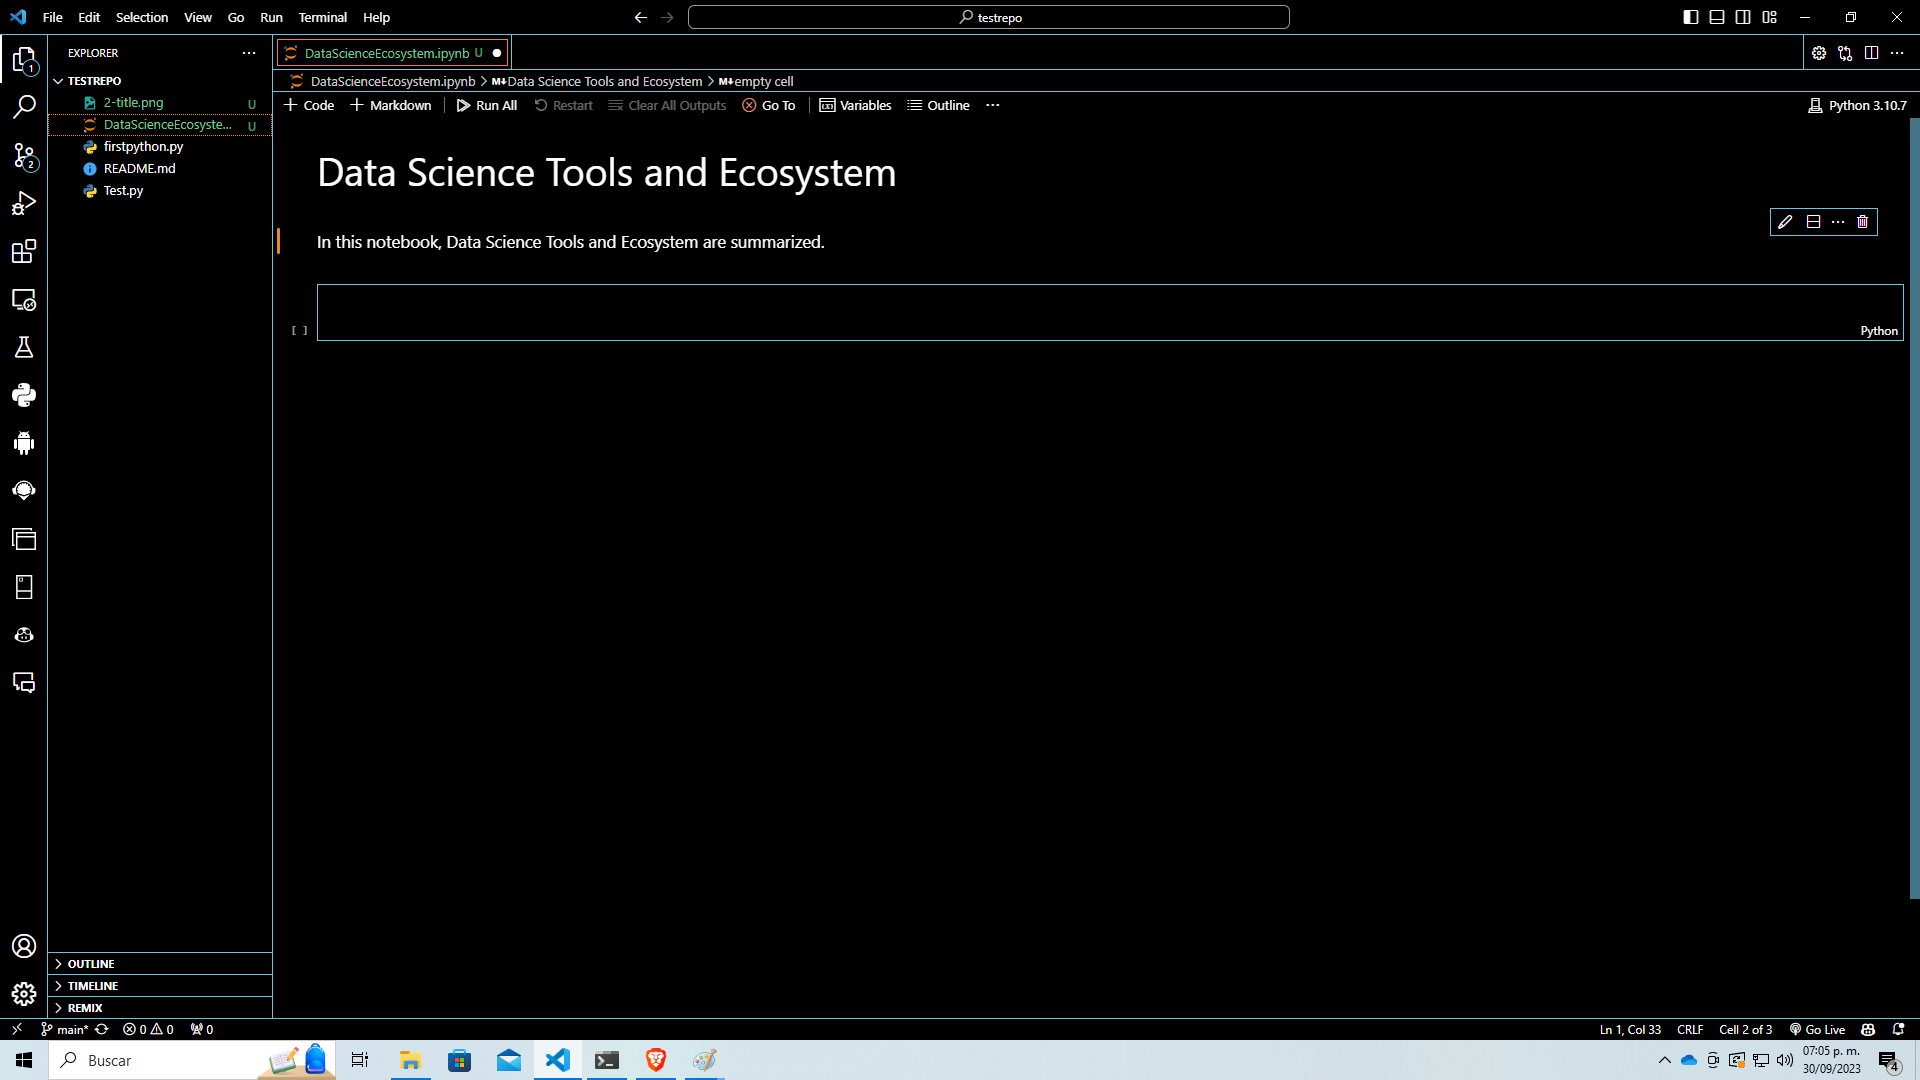 File Edit Selection View Go Run Terminal Help
testrepo
EXPLORER
DataScienceEcosystem.ipynb U
TESTREPO
DataScienceEcosystem.ipynb > Data Science Tools and Ecosystem > empty cell
2-title.png U
Code Markdown Run All Restart Clear All Outputs Go To Variables Outline
Python 3.10.7
DataScienceEcosyste... U
firstpython.py
README.md
Test.py
Data Science Tools and Ecosystem
In this notebook, Data Science Tools and Ecosystem are summarized.
[ ]
Python
1
2
OUTLINE
TIMELINE
REMIX
main* 0 0 0
Ln 1, Col 33 CRLF Cell 2 of 3 Go Live
Buscar
07:05 p. m.
30/09/2023
4